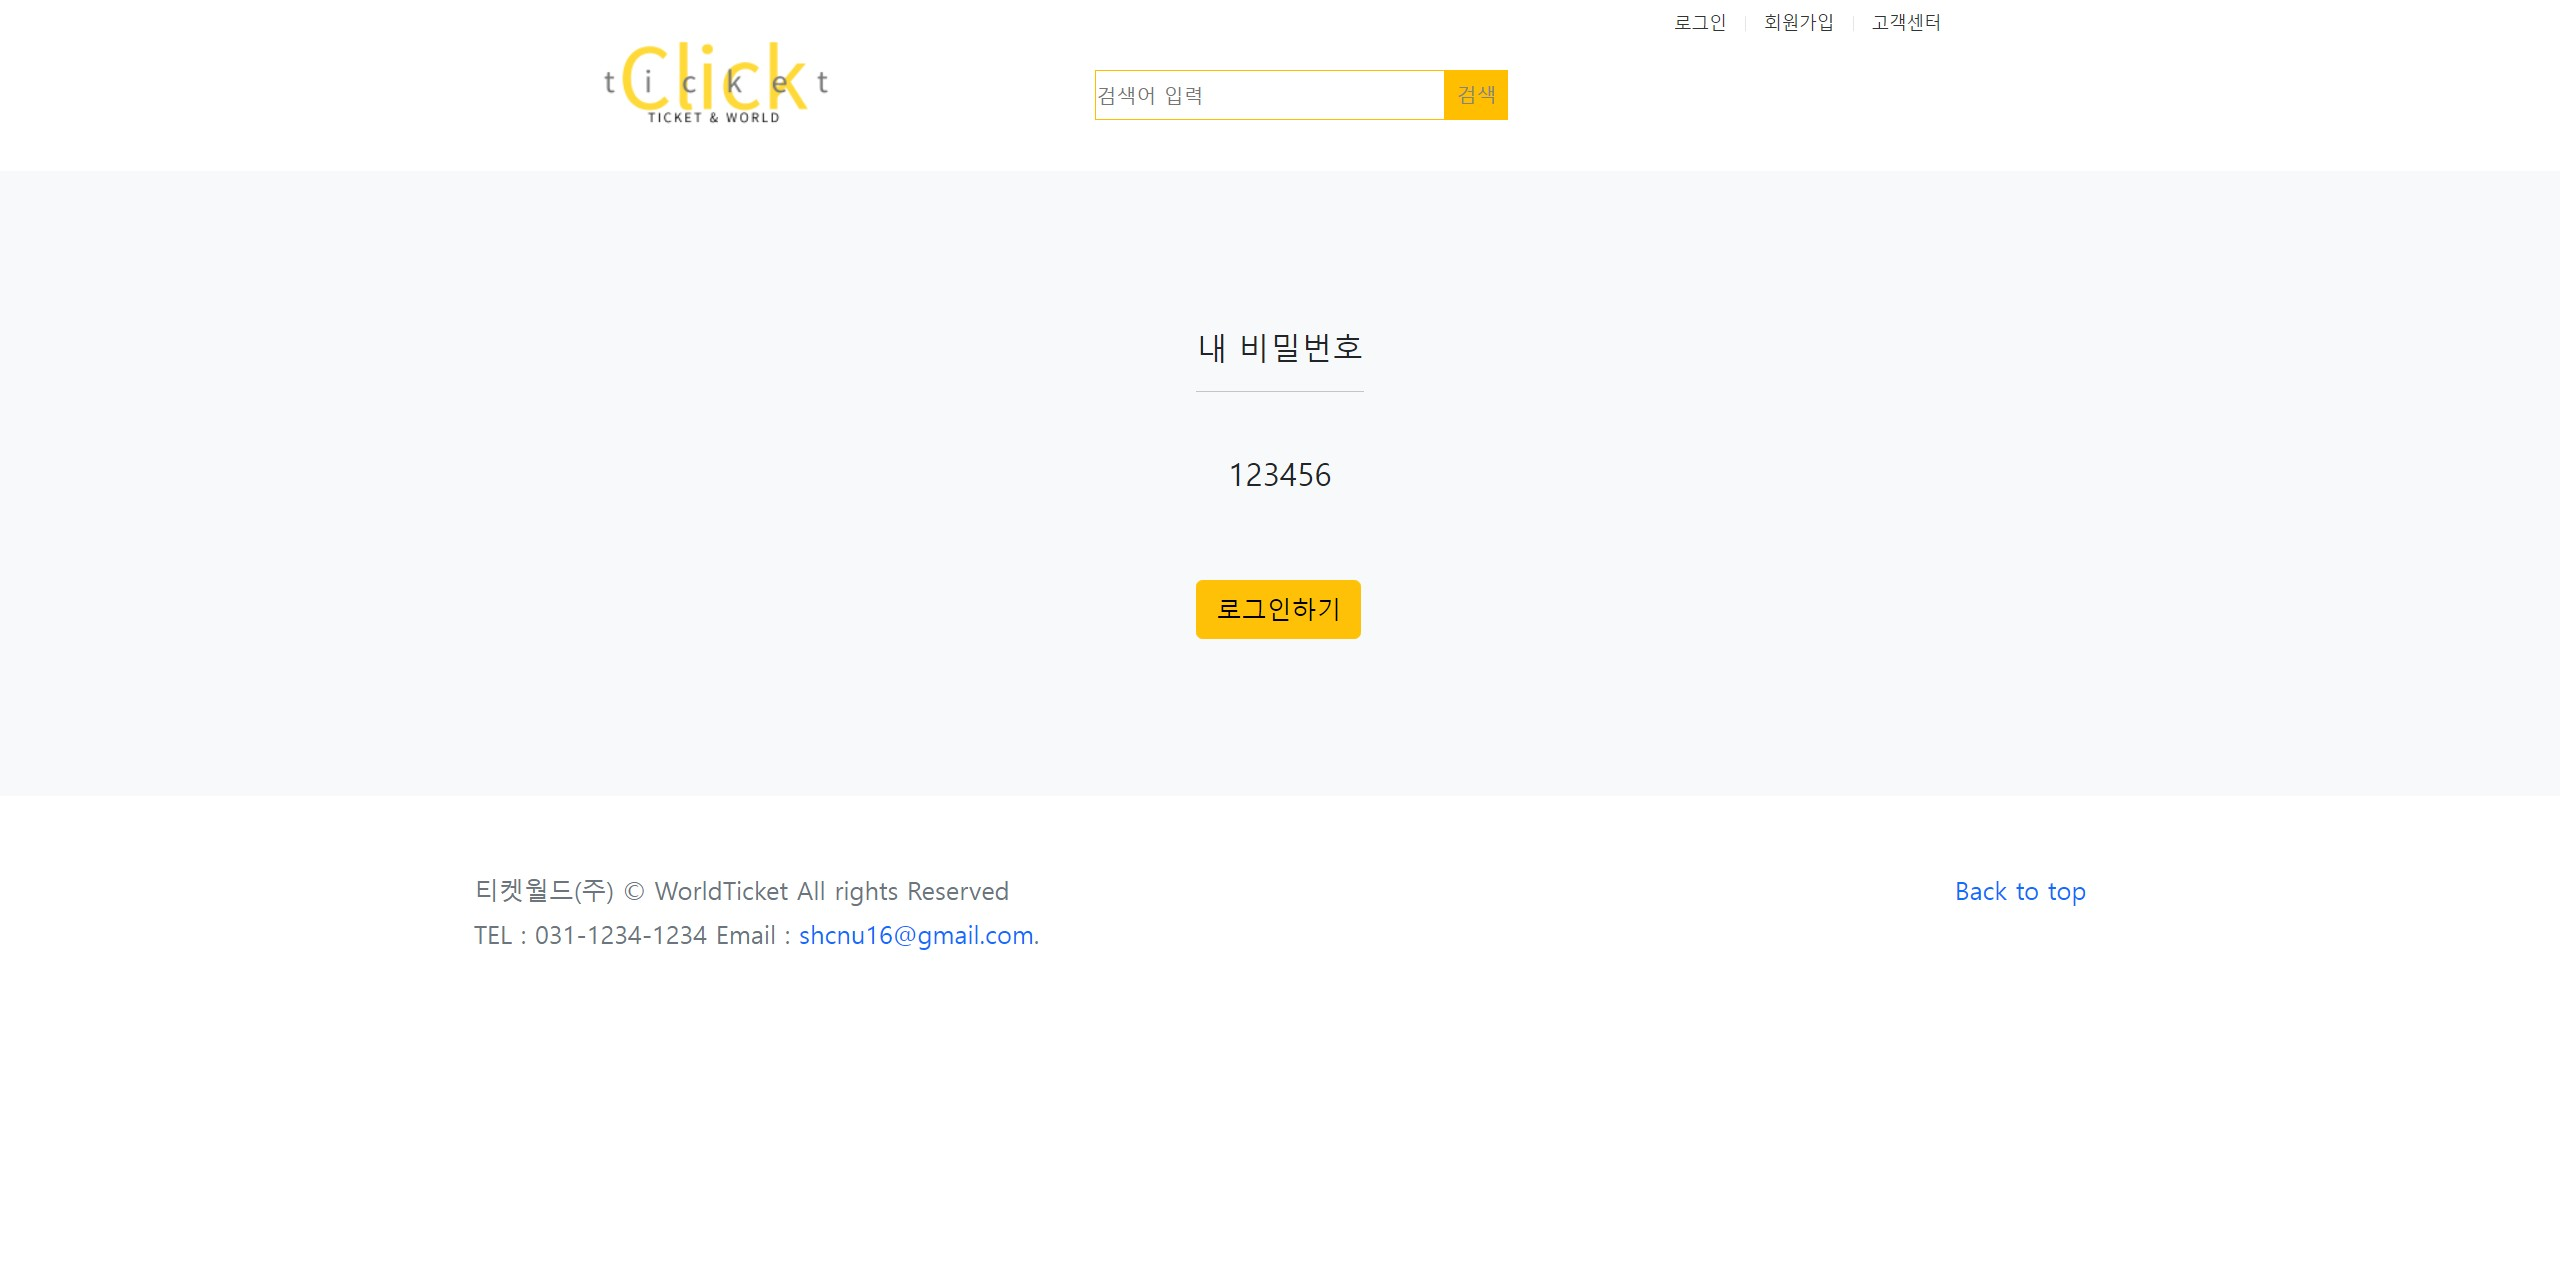 로그인 회원가입 고객센터
Click
ticket
TICKET & WORLD
검색어 입력 검색
내 비밀번호
123456
로그인하기
티켓월드(주) © WorldTicket All rights Reserved Back to top
TEL : 031-1234-1234 Email : shcnu16@gmail.com.